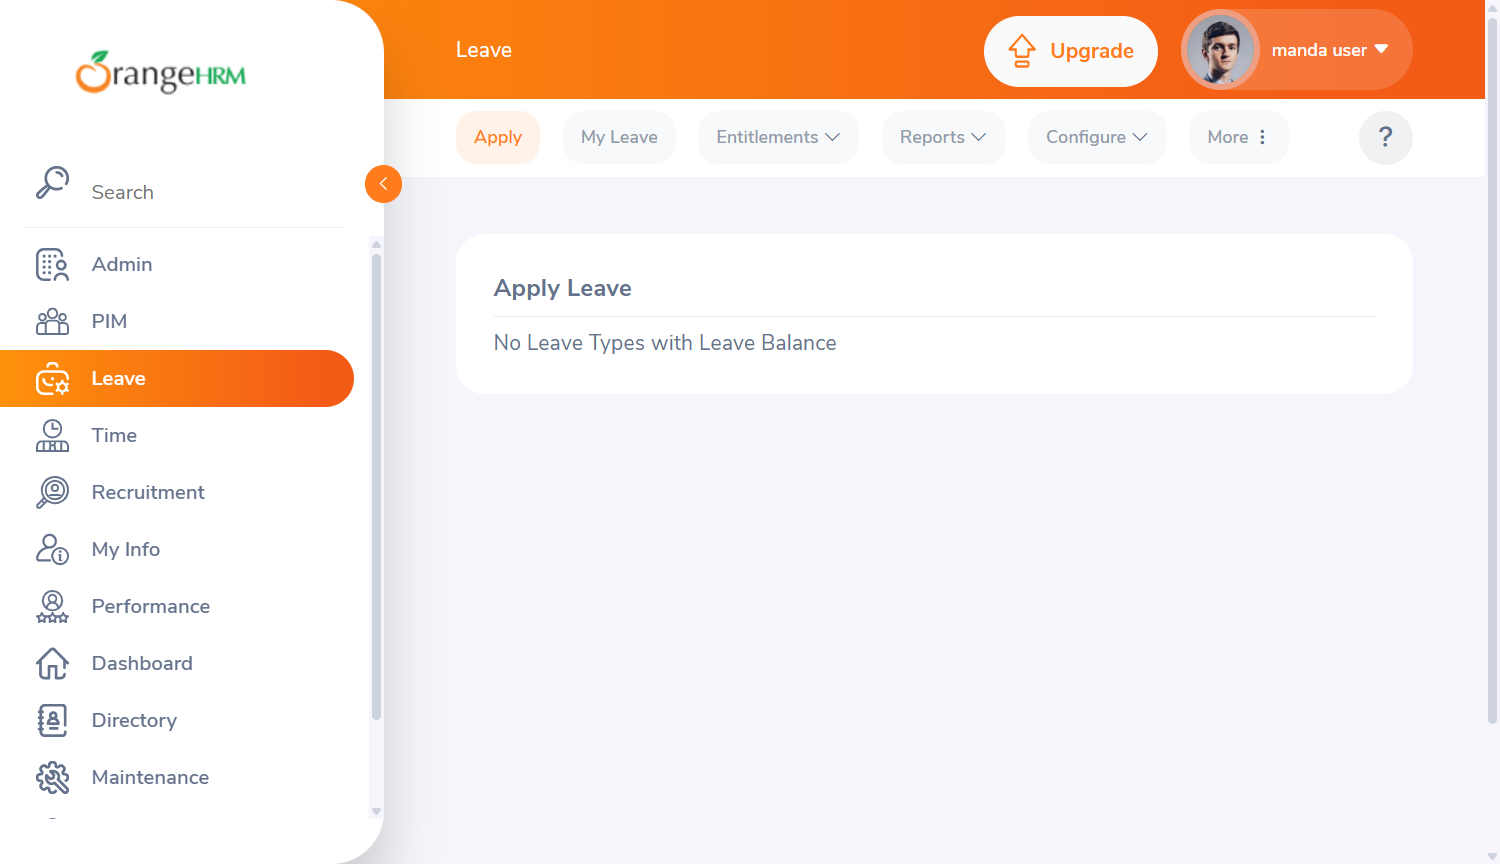 OrangeHRM
Leave
Upgrade
manda user
Apply
My Leave
Entitlements
Reports
Configure
More
?
Search
Admin
PIM
Leave
Time
Recruitment
My Info
Performance
Dashboard
Directory
Maintenance
Apply Leave
No Leave Types with Leave Balance